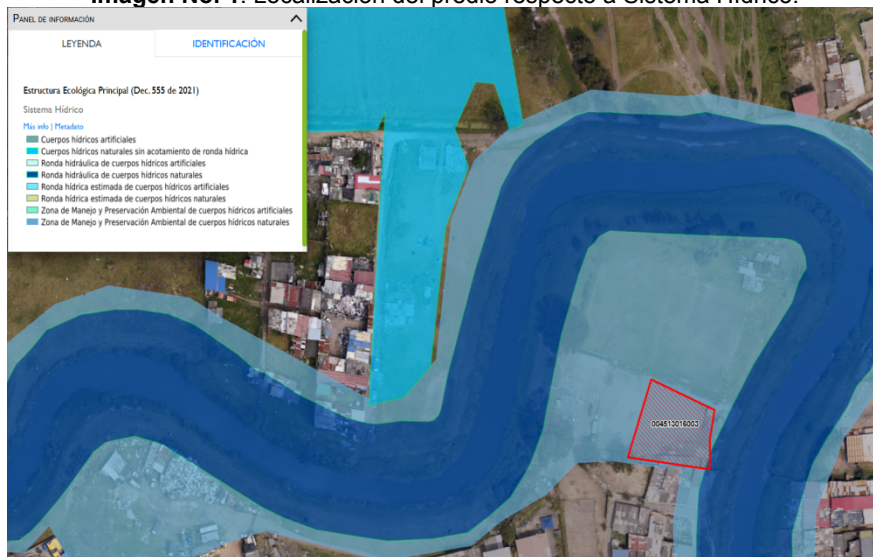 Imagen No. 1. Localización del predio respecto a Sistema Hídrico.
PANEL DE INFORMACIÓN
LEYENDA
IDENTIFICACIÓN
Estructura Ecológica Principal (Dec. 555 de 2021)
Sistema Hídrico
Más info | Metadato
Cuerpos hídricos artificiales
Cuerpos hídricos naturales sin acotamiento de ronda hídrica
Ronda hidráulica de cuerpos hídricos artificiales
Ronda hidráulica de cuerpos hídricos naturales
Ronda hídrica estimada de cuerpos hídricos artificiales
Ronda hídrica estimada de cuerpos hídricos naturales
Zona de Manejo y Preservación Ambiental de cuerpos hídricos artificiales
Zona de Manejo y Preservación Ambiental de cuerpos hídricos naturales
004513016003